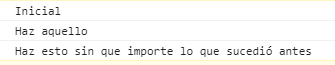 Inicial
Haz aquello
Haz esto sin que importe lo que sucedió antes